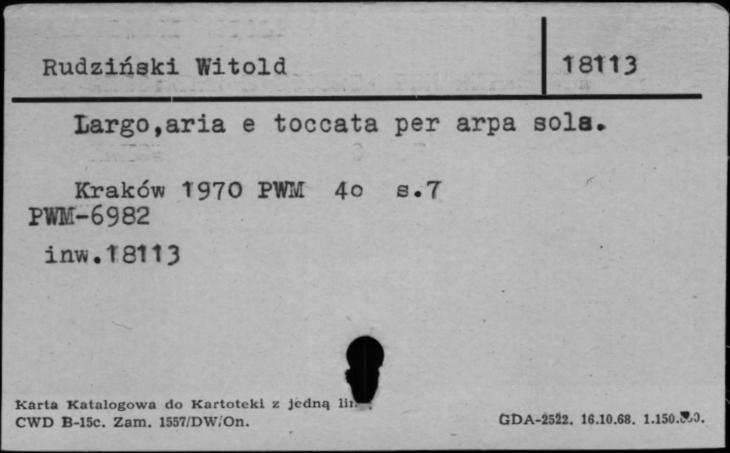 Rudziński Witold 18113
Largo,aria e toccata per arpa sola.
Kraków 1970 PWM 4o s.7
PWM-6982
inw.18113
Karta Katalogowa do Kartoteki z jedną
CWD B-15c. Zam. 1557/DW/On. GDA-2522. 16.10.68.